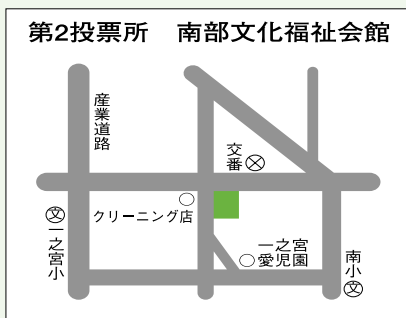 第2投票所　南部文化福祉会館
産業道路
交番
クリーニング店
文
一之宮小
一之宮
愛児園
南小
文